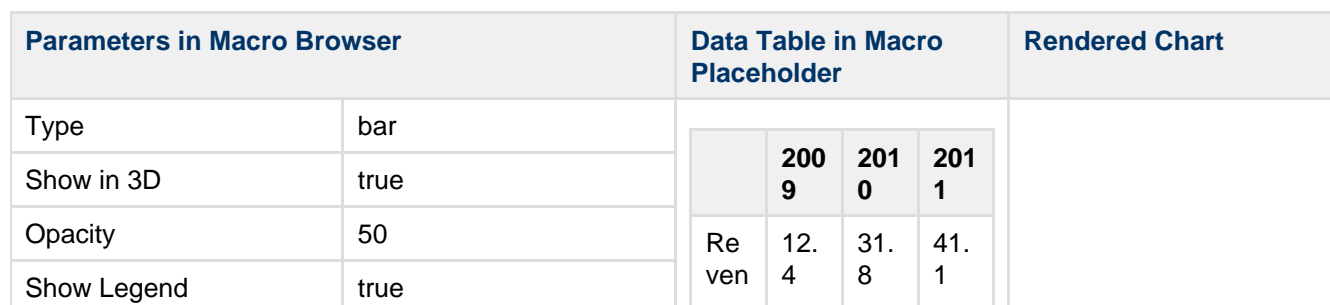 Parameters in Macro Browser
Data Table in Macro
Placeholder
Rendered Chart
Type bar
Show in 3D true
Opacity 50
Show Legend true
200
9
201
0
201
1
Re
ven
12.
4
31.
8
41.
1